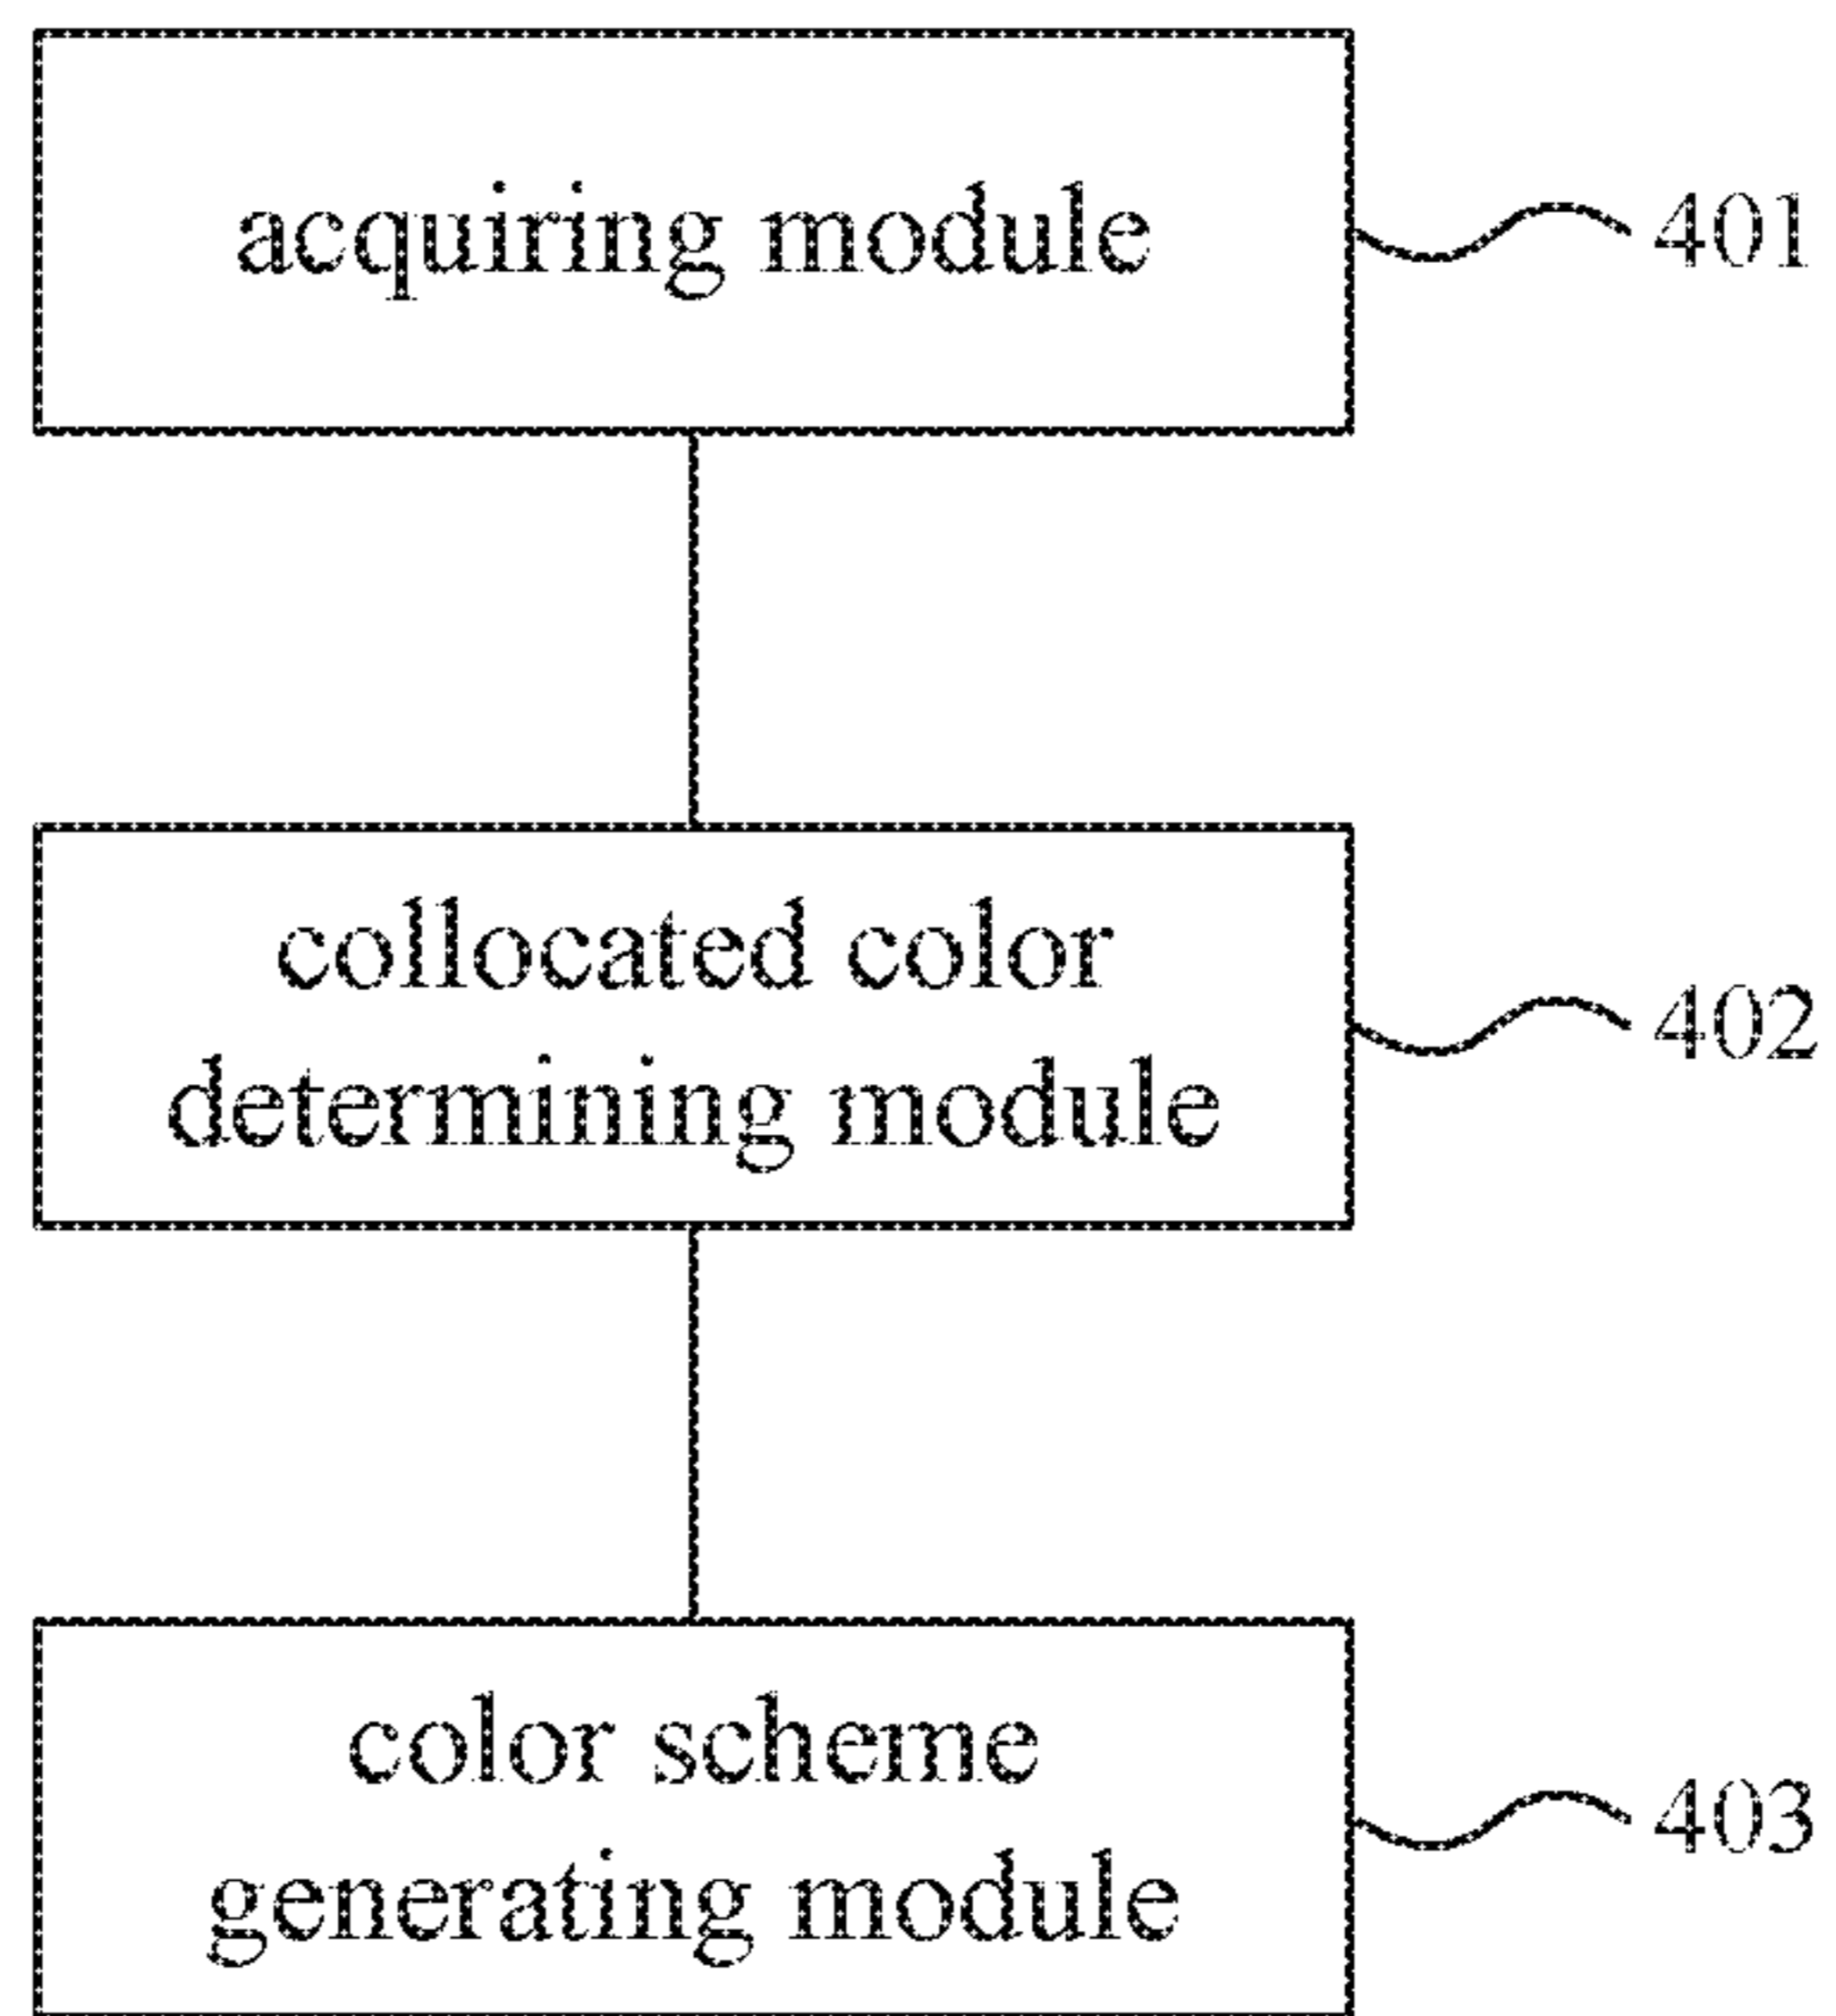 acquiring module
401
collocated color
determining module
402
color scheme
generating module
403